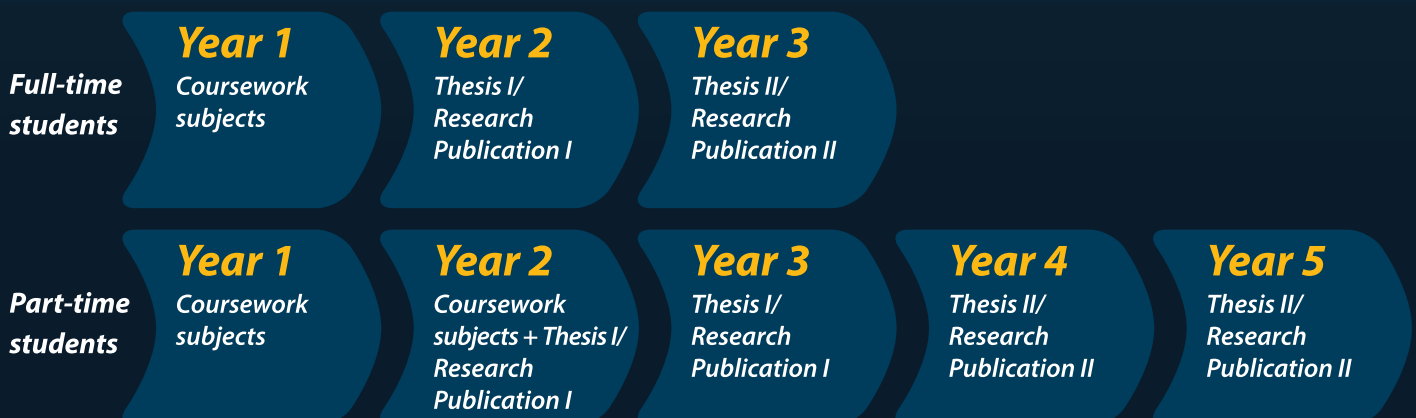 Full-time
students
Year 1
Coursework
subjects
Year 2
Thesis I/
Research
Publication I
Year 3
Thesis II/
Research
Publication II
Part-time
students
Year 1
Coursework
subjects
Year 2
Coursework
subjects + Thesis I/
Research
Publication I
Year 3
Thesis I/
Research
Publication I
Year 4
Thesis II/
Research
Publication II
Year 5
Thesis II/
Research
Publication II